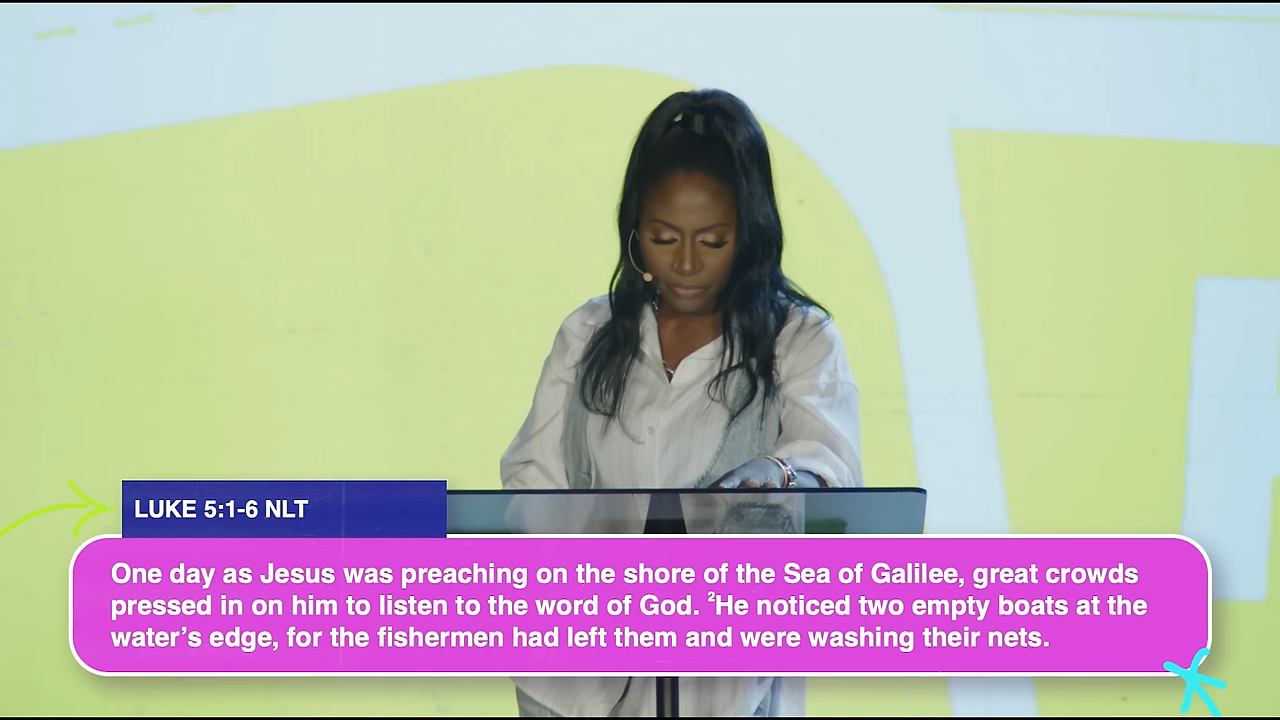 LUKE 5:1-6 NLT
One day as Jesus was preaching on the shore of the Sea of Galilee, great crowds
pressed in on him to listen to the word of God. ²He noticed two empty boats at the
water’s edge, for the fishermen had left them and were washing their nets.